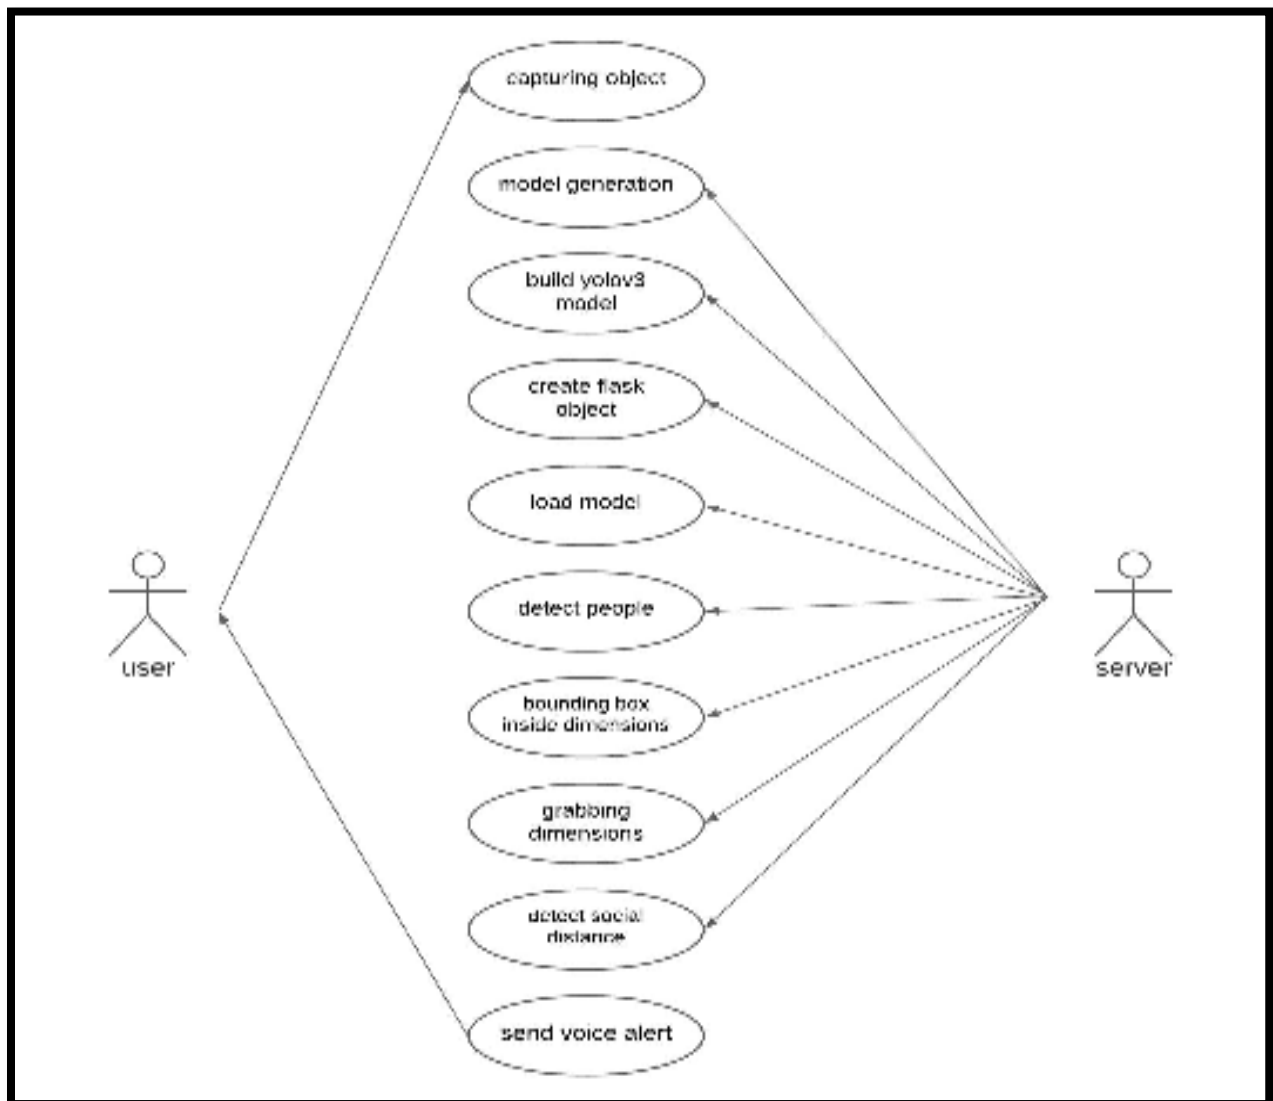 capturing object
model generation
build yolov3
model
create flask
object
load model
detect people
user
server
bounding box
inside dimensions
grabbing
dimensions
detect social
distance
send voice alert